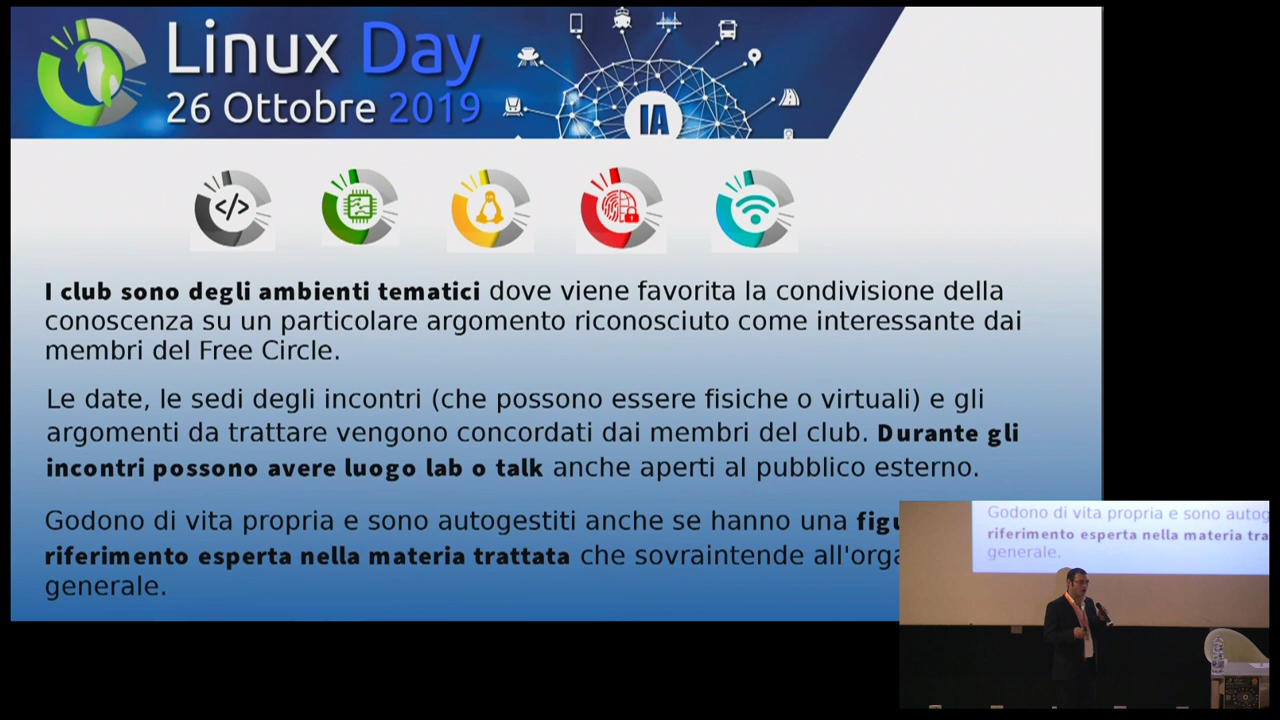 Linux Day
26 Ottobre 2019
IA
</>
I club sono degli ambienti tematici dove viene favorita la condivisione della
conoscenza su un particolare argomento riconosciuto come interessante dai
membri del Free Circle.
Le date, le sedi degli incontri (che possono essere fisiche o virtuali) e gli
argomenti da trattare vengono concordati dai membri del club. Durante gli
incontri possono avere luogo lab o talk anche aperti al pubblico esterno.
Godono di vita propria e sono autogestiti anche se hanno una figu
riferimento esperta nella materia trattata che sovraintende all'orga
generale.
Godono di vita propria e sono autog
riferimento esperta nella materia tra
generale.